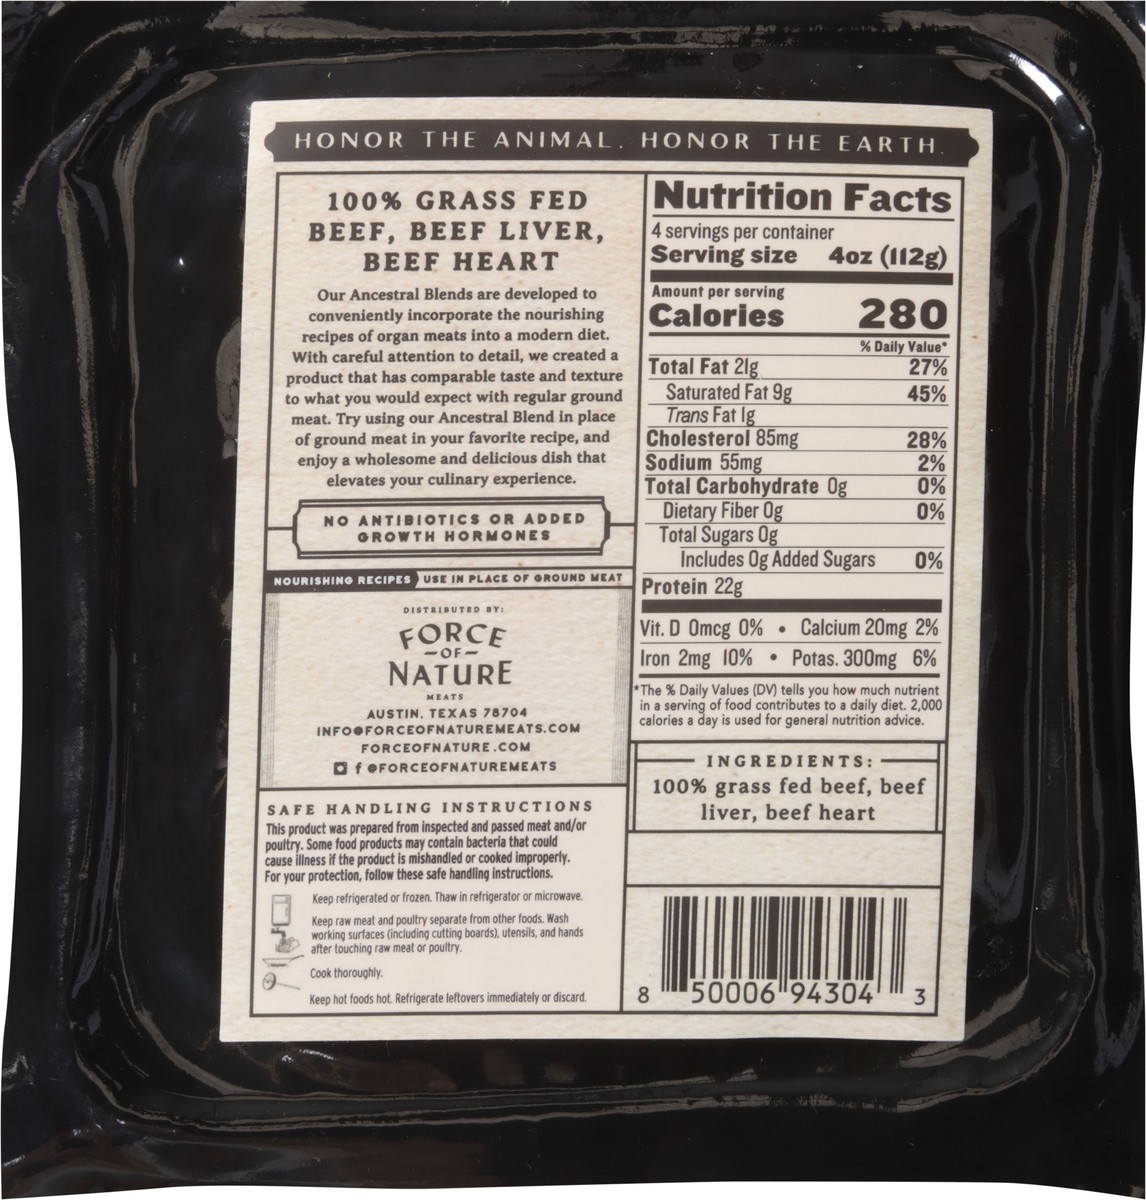 HONOR THE ANIMAL. HONOR THE EARTH.
100% GRASS FED
BEEF, BEEF LIVER,
BEEF HEART
Our Ancestral Blends are developed to
conveniently incorporate the nourishing
recipes of organ meats into a modern diet.
With careful attention to detail, we created a
product that has comparable taste and texture
to what you would expect with regular ground
meat. Try using our Ancestral Blend in place
of ground meat in your favorite recipe, and
enjoy a wholesome and delicious dish that
elevates your culinary experience.
NO ANTIBIOTICS OR ADDED
GROWTH HORMONES
NOURISHING RECIPES USE IN PLACE OF GROUND MEAT
DISTRIBUTED BY:
FORCE
-OF-
NATURE
MEATS
AUSTIN, TEXAS 78704
INFO@FORCEOFNATUREMEATS.COM
FORCEOFNATURE.COM
f @FORCEOFNATUREMEATS
SAFE HANDLING INSTRUCTIONS
This product was prepared from inspected and passed meat and/or
poultry. Some food products may contain bacteria that could
cause illness if the product is mishandled or cooked improperly.
For your protection, follow these safe handling instructions.
Keep refrigerated or frozen. Thaw in refrigerator or microwave.
Keep raw meat and poultry separate from other foods. Wash
working surfaces (including cutting boards), utensils, and hands
after touching raw meat or poultry.
Cook thoroughly.
Keep hot foods hot. Refrigerate leftovers immediately or discard.
Nutrition Facts
4 servings per container
Serving size 4oz (112g)
Amount per serving
Calories 280
% Daily Value*
Total Fat 21g 27%
Saturated Fat 9g 45%
Trans Fat 1g
Cholesterol 85mg 28%
Sodium 55mg 2%
Total Carbohydrate 0g 0%
Dietary Fiber 0g 0%
Total Sugars 0g
Includes 0g Added Sugars 0%
Protein 22g
Vit. D 0mcg 0% • Calcium 20mg 2%
Iron 2mg 10% • Potas. 300mg 6%
*The % Daily Values (DV) tells you how much nutrient
in a serving of food contributes to a daily diet. 2,000
calories a day is used for general nutrition advice.
INGREDIENTS:
100% grass fed beef, beef
liver, beef heart
8 50006 94304 3